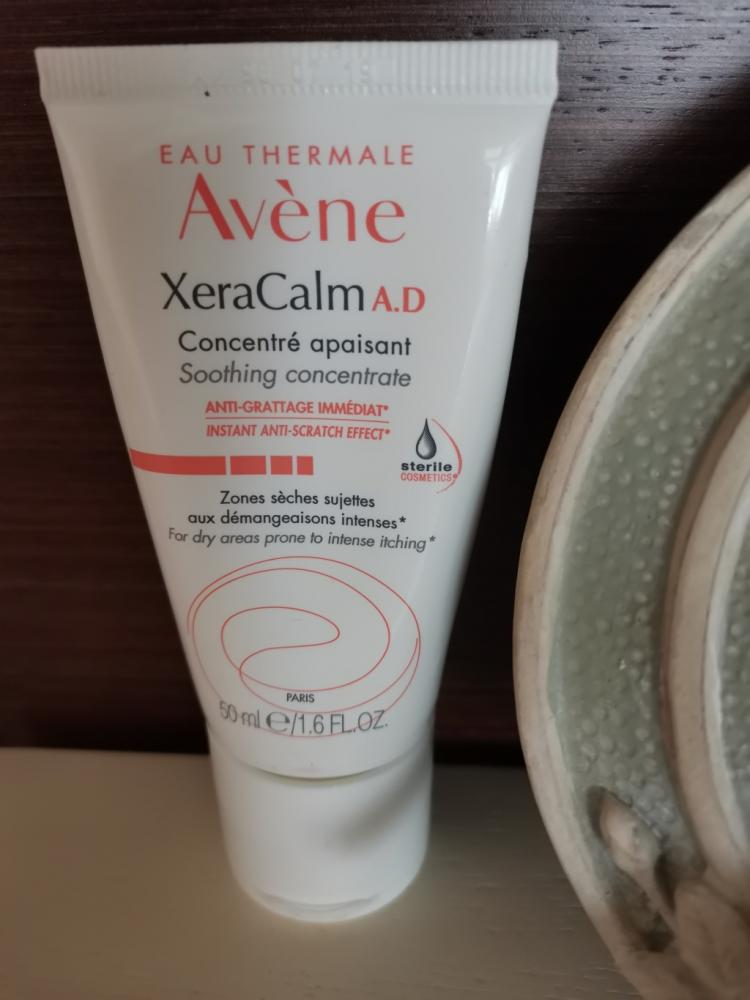 EAU THERMALE
Avène
XeraCalm A.D
Concentré apaisant
Soothing concentrate
ANTI-GRATTAGE IMMÉDIAT*
INSTANT ANTI-SCRATCH EFFECT*
sterile
COSMETICS
Zones sèches sujettes
aux démangeaisons intenses*
For dry areas prone to intense itching*
PARIS
50 ml ℮/1.6 FL.OZ.